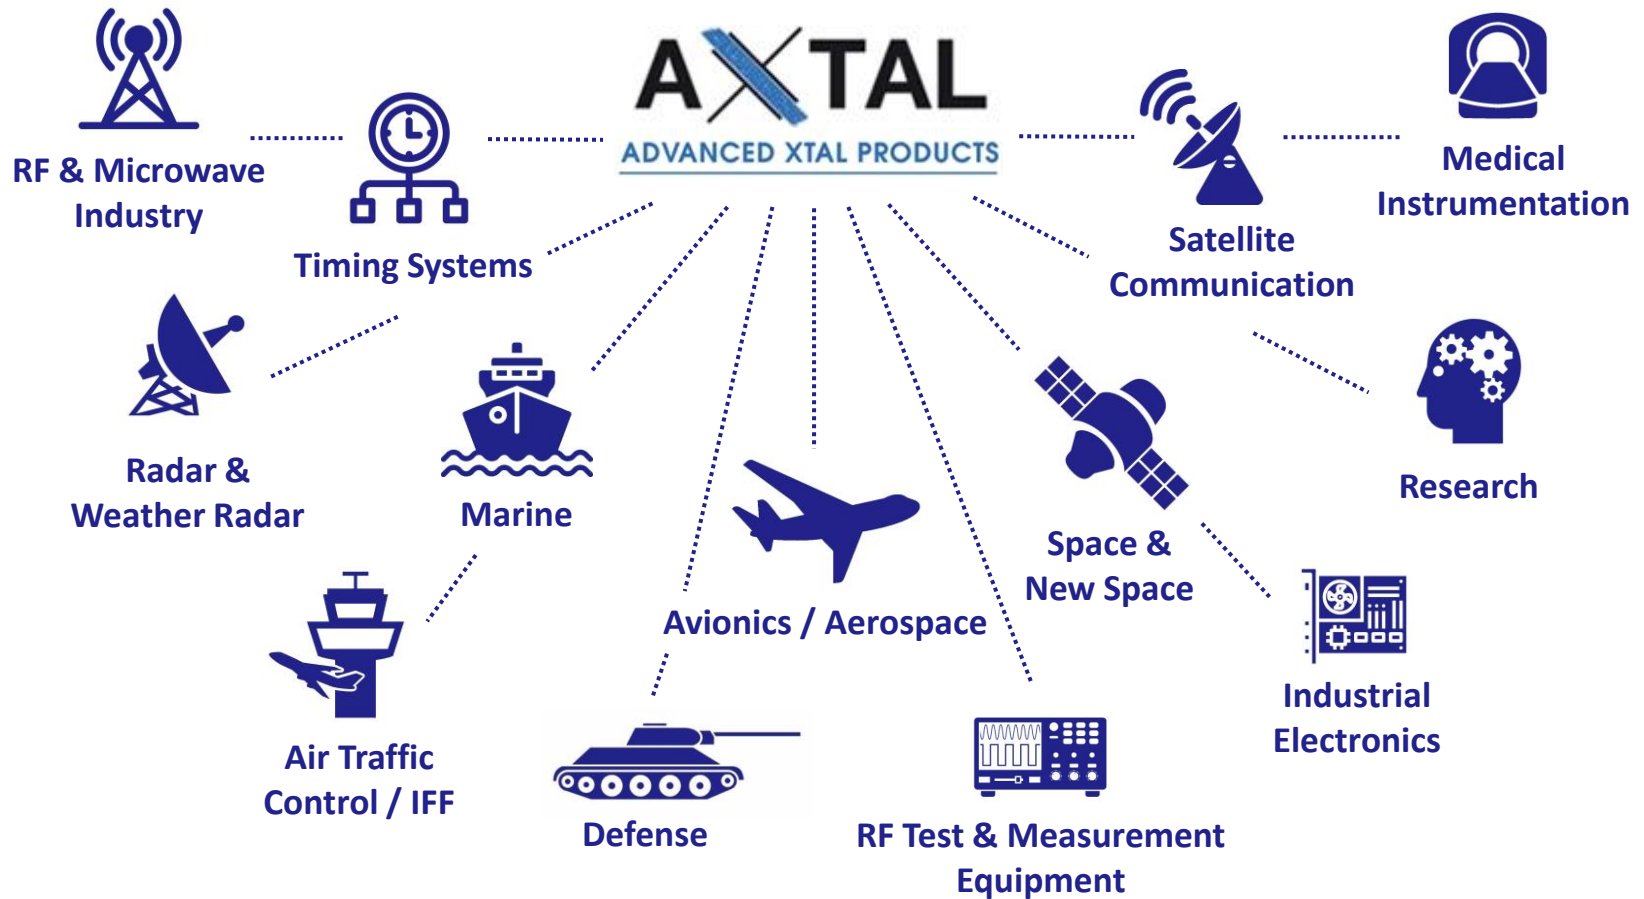 AXTAL
ADVANCED XTAL PRODUCTS
RF & Microwave
Industry
Timing Systems
Satellite
Communication
Medical
Instrumentation
Radar &
Weather Radar
Marine
Avionics / Aerospace
Space &
New Space
Research
Air Traffic
Control / IFF
Defense
RF Test & Measurement
Equipment
Industrial
Electronics